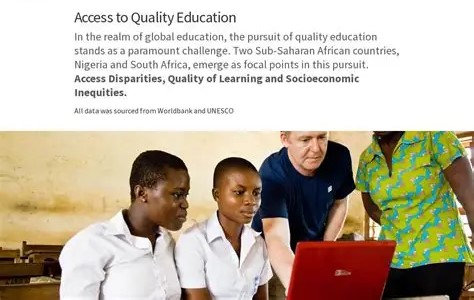 Access to Quality Education
In the realm of global education, the pursuit of quality education
stands as a paramount challenge. Two Sub-Saharan African countries,
Nigeria and South Africa, emerge as focal points in this pursuit.
Access Disparities, Quality of Learning and Socioeconomic
Inequities.
All data was sourced from Worldbank and UNESCO